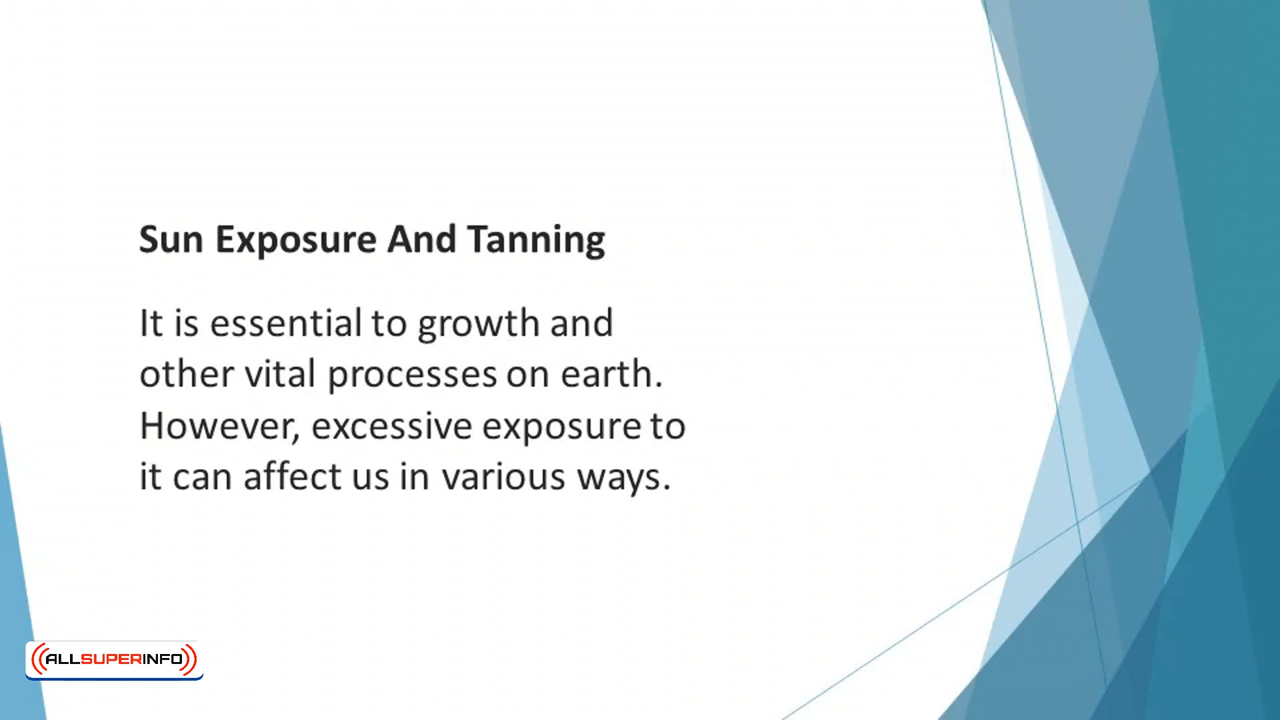 Sun Exposure And Tanning
It is essential to growth and
other vital processes on earth.
However, excessive exposure to
it can affect us in various ways.
ALLSUPERINFO